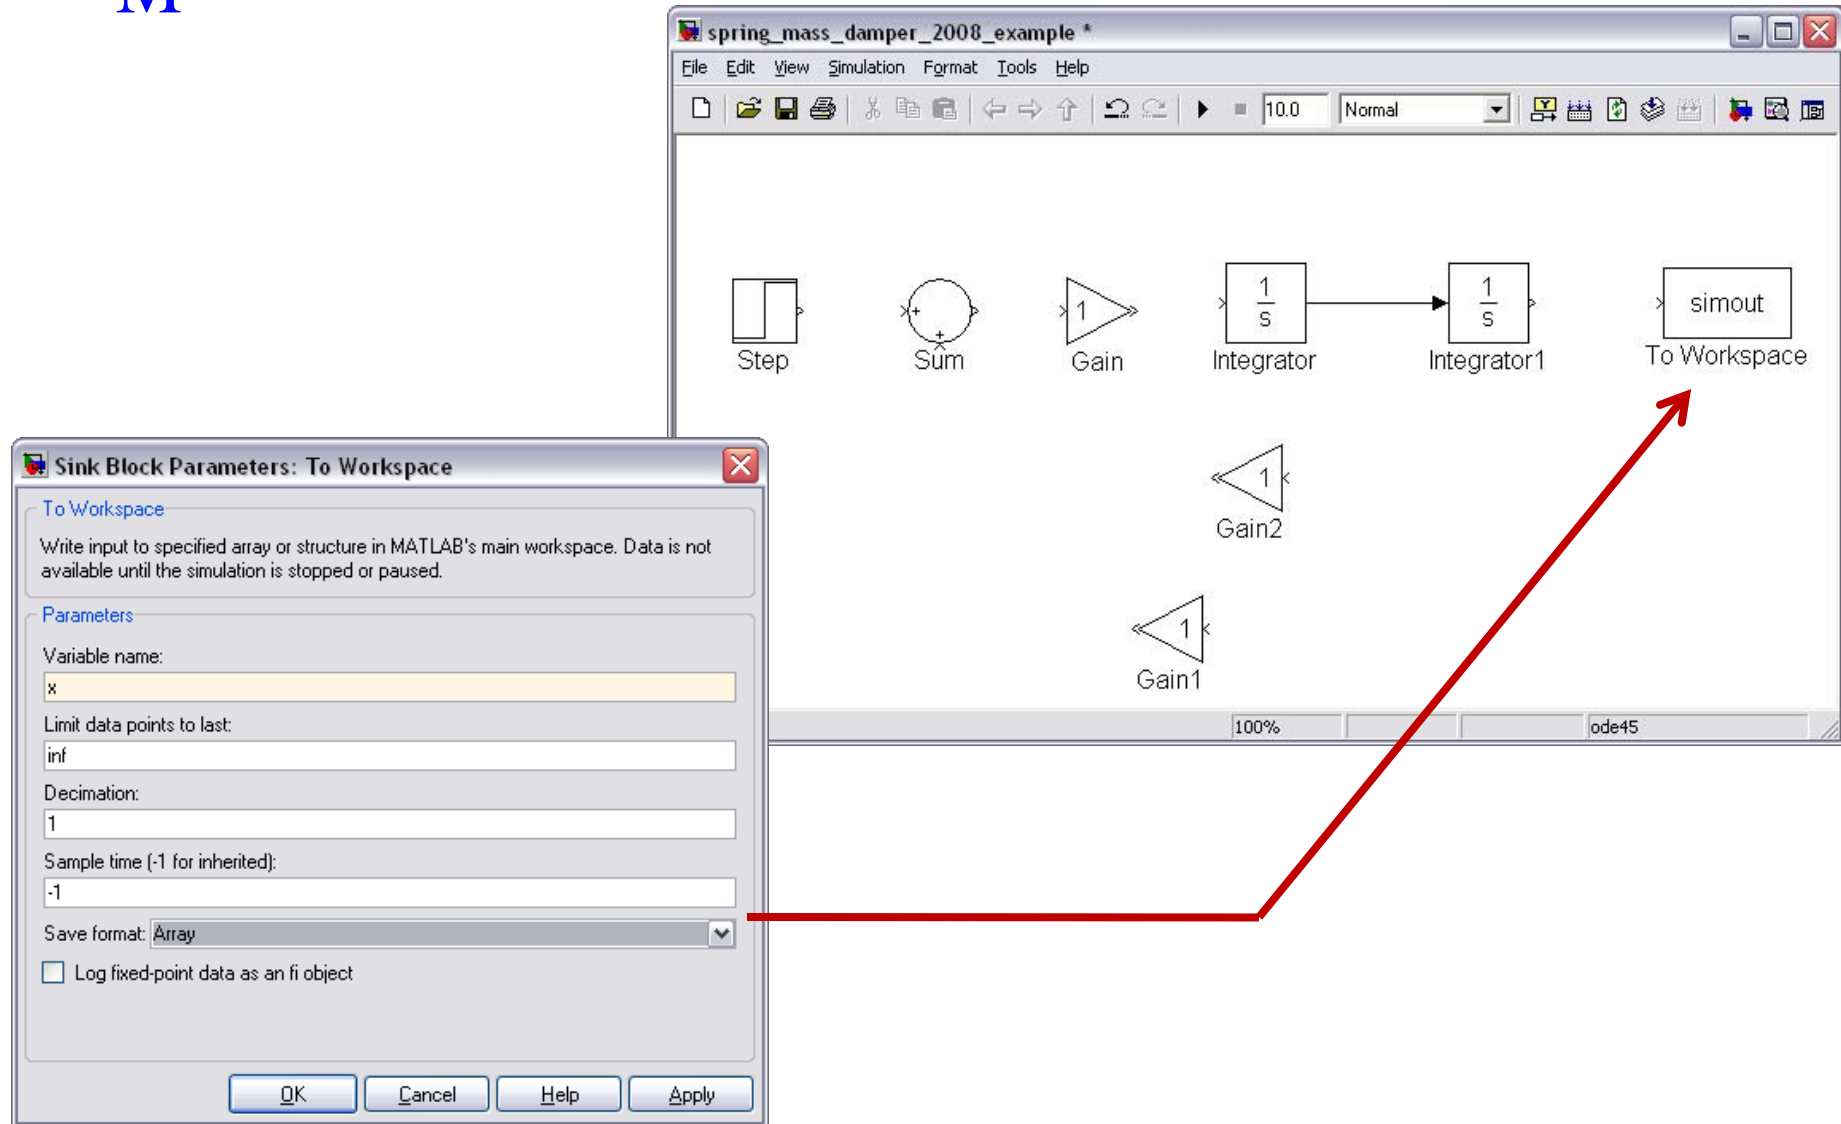 M
spring_mass_damper_2008_example *
File Edit View Simulation Format Tools Help
10.0 Normal
1
s
1
s
simout
1
+
+
Step Sum Gain Integrator Integrator1 To Workspace
1
Gain2
1
Gain1
100% ode45
Sink Block Parameters: To Workspace
To Workspace
Write input to specified array or structure in MATLAB's main workspace. Data is not
available until the simulation is stopped or paused.
Parameters
Variable name:
x
Limit data points to last:
inf
Decimation:
1
Sample time (-1 for inherited):
-1
Save format: Array
Log fixed-point data as an fi object
OK Cancel Help Apply